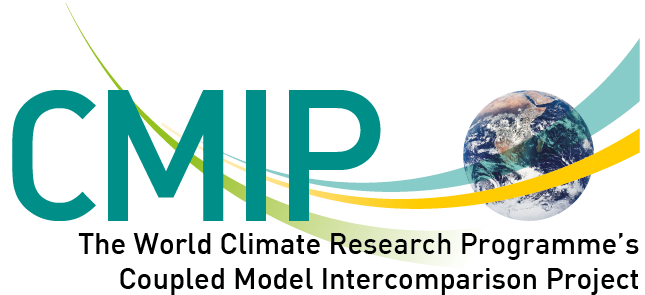 CMIP
The World Climate Research Programme’s
Coupled Model Intercomparison Project